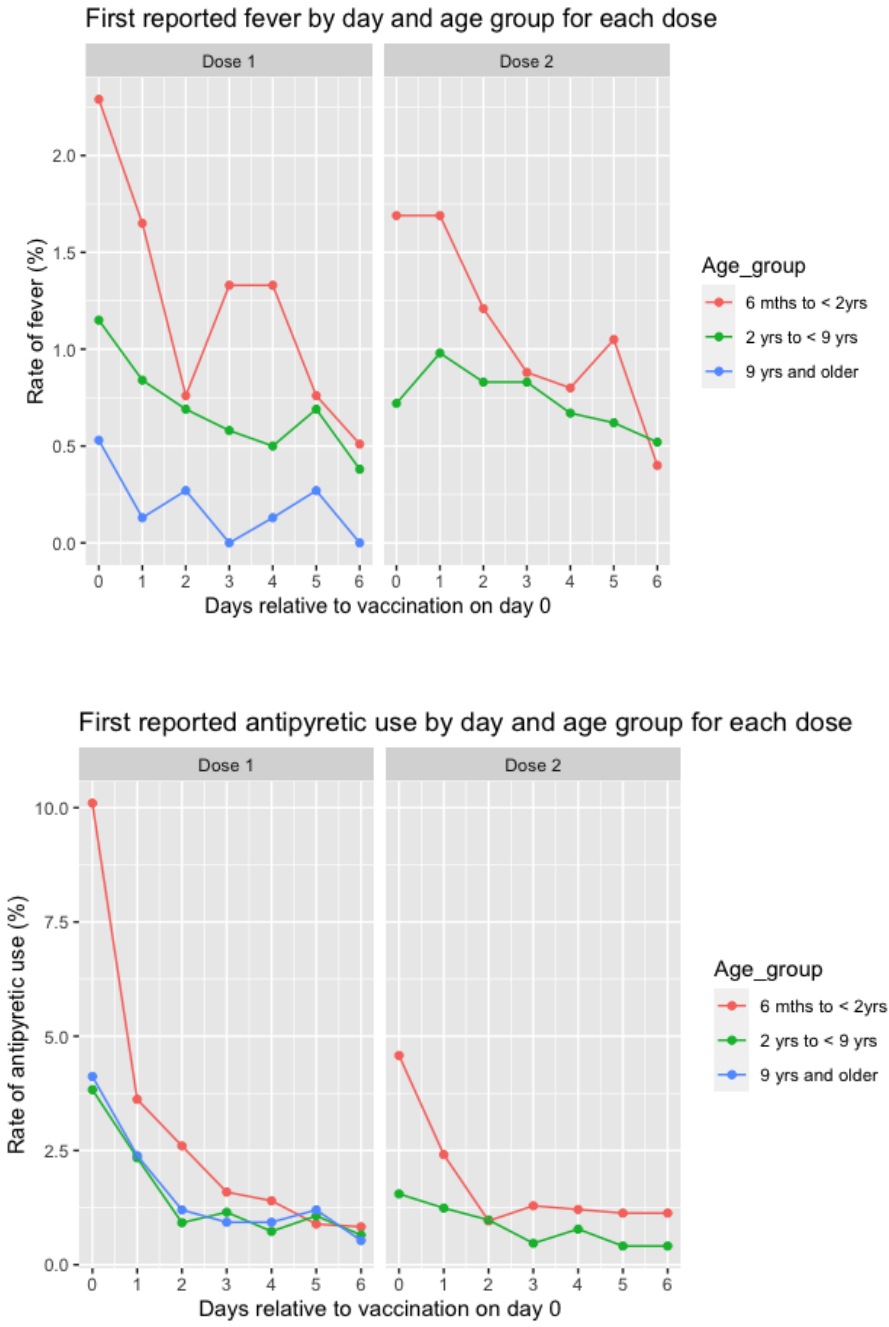 First reported fever by day and age group for each dose
Dose 1
Dose 2
Rate of fever (%)
2.0
1.5
1.0
0.5
0.0
0 1 2 3 4 5 6
0 1 2 3 4 5 6
Days relative to vaccination on day 0
Age_group
6 mths to < 2yrs
2 yrs to < 9 yrs
9 yrs and older
First reported antipyretic use by day and age group for each dose
Dose 1
Dose 2
Rate of antipyretic use (%)
10.0
7.5
5.0
2.5
0.0
0 1 2 3 4 5 6
0 1 2 3 4 5 6
Days relative to vaccination on day 0
Age_group
6 mths to < 2yrs
2 yrs to < 9 yrs
9 yrs and older